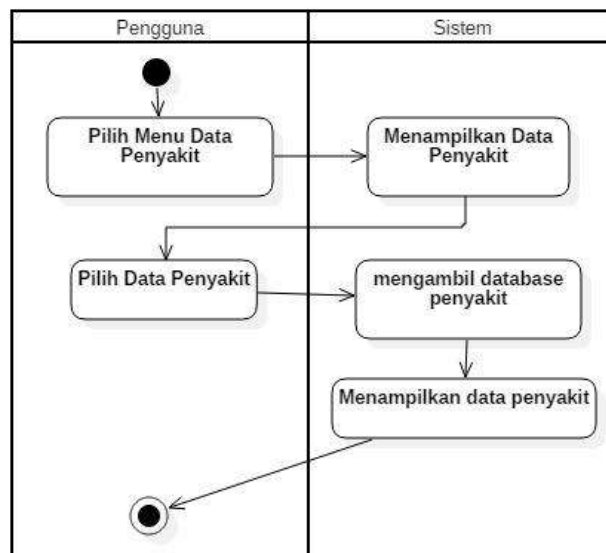 Pengguna
Sistem
Pilih Menu Data
Penyakit
Menampilkan Data
Penyakit
Pilih Data Penyakit
mengambil database
penyakit
Menampilkan data penyakit